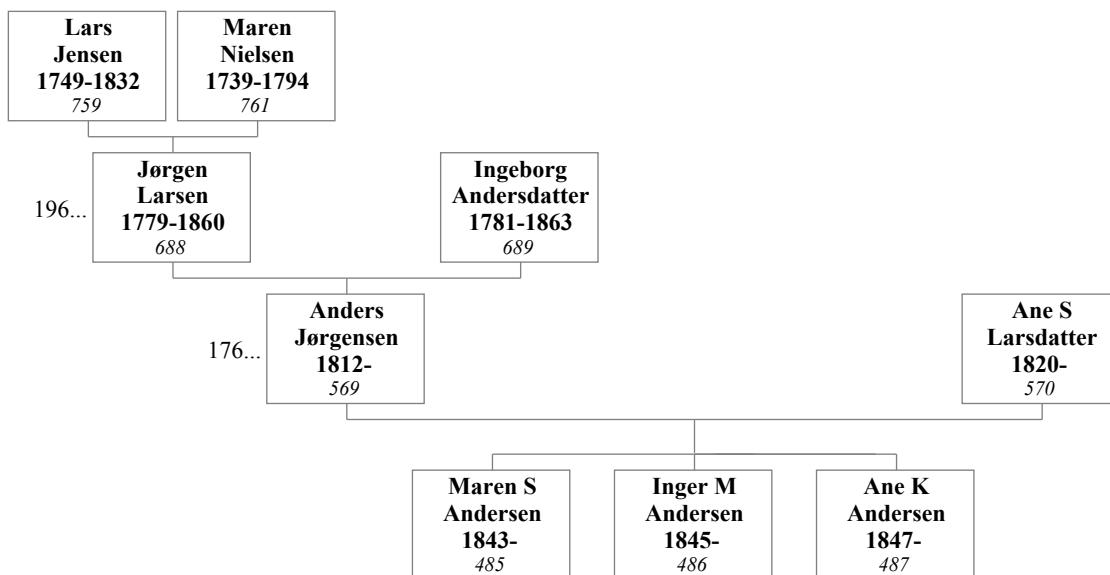 Lars
Jensen
1749-1832
759
Maren
Nielsen
1739-1794
761
196...
Jørgen
Larsen
1779-1860
688
Ingeborg
Andersdatter
1781-1863
689
176...
Anders
Jørgensen
1812-
569
Ane S
Larsdatter
1820-
570
Maren S
Andersen
1843-
485
Inger M
Andersen
1845-
486
Ane K
Andersen
1847-
487